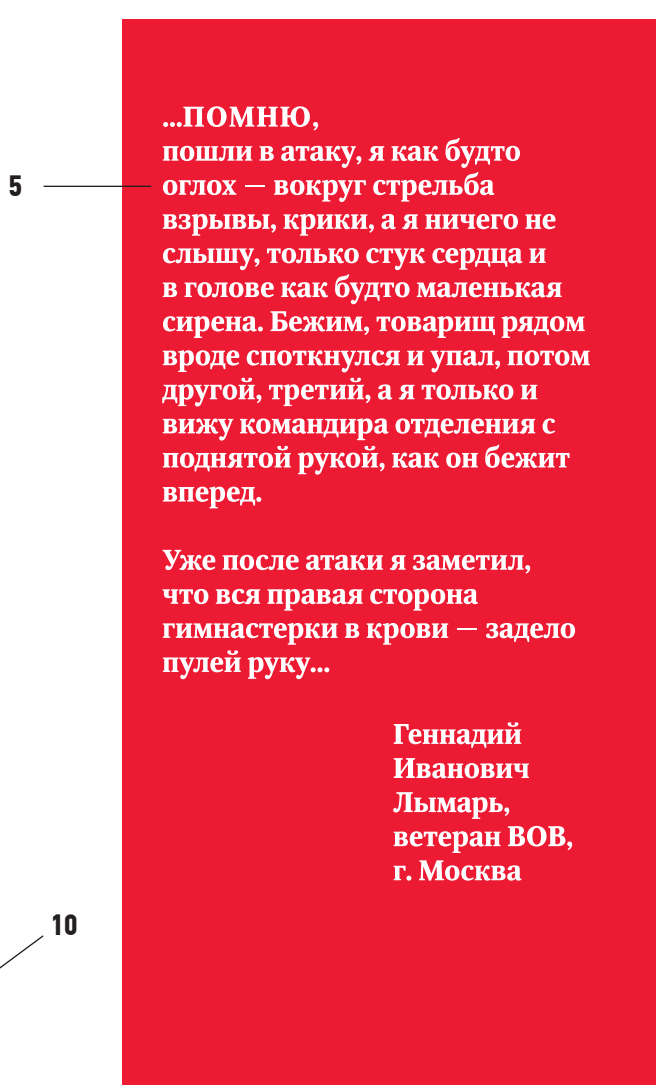 ...ПОМНЮ,
пошли в атаку, я как будто
5
оглох — вокруг стрельба
взрывы, крики, а я ничего не
слышу, только стук сердца и
в голове как будто маленькая
сирена. Бежим, товарищ рядом
вроде споткнулся и упал, потом
другой, третий, а я только и
вижу командира отделения с
поднятой рукой, как он бежит
вперед.
Уже после атаки я заметил,
что вся правая сторона
гимнастерки в крови — задело
пулей руку...
Геннадий
Иванович
Лымарь,
ветеран ВОВ,
г. Москва
10